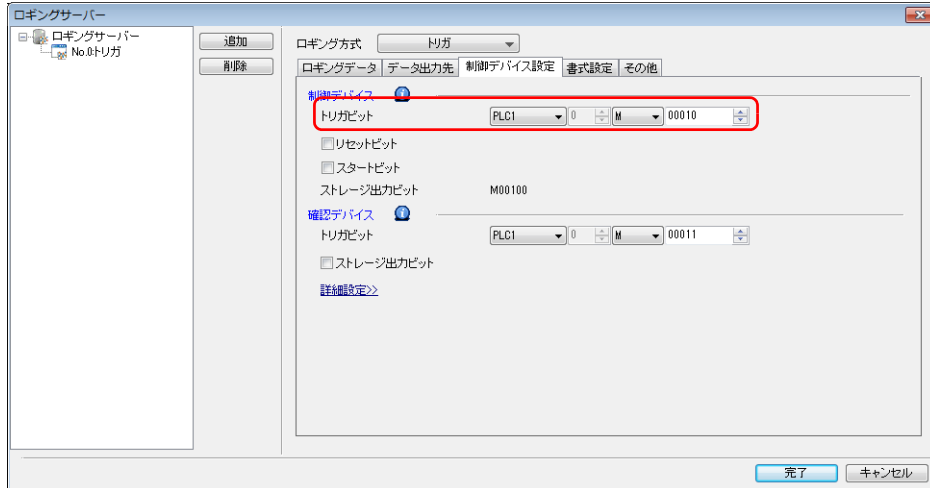 ロギングサーバー
ロギングサーバー
No.0:トリガ
追加
削除
ロギング方式 トリガ
ロギングデータ データ出力先 制御デバイス設定 書式設定 その他
制御デバイス
トリガビット PLC1 0 M 00010
リセットビット
スタートビット
ストレージ出力ビット M00100
確認デバイス
トリガビット PLC1 0 M 00011
ストレージ出力ビット
詳細設定>>
完了 キャンセル